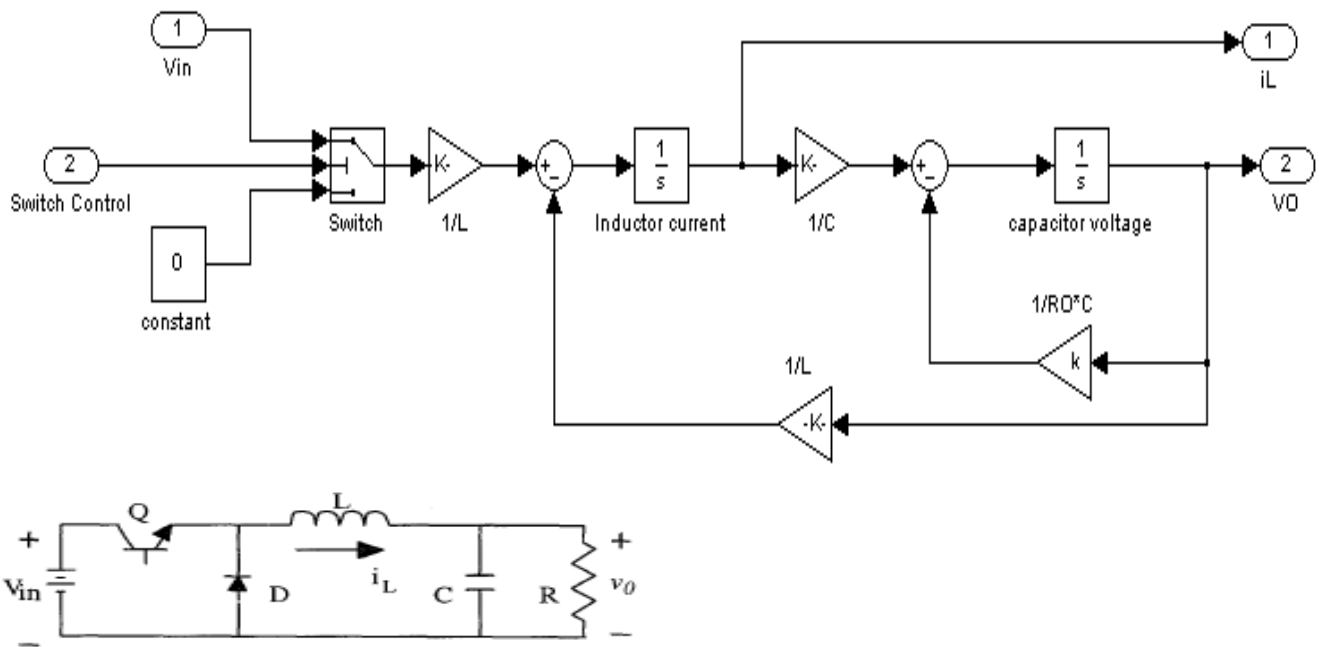 1
Vin
2
Switch Control
0
constant
Switch
K-
1/L
+
-
1
s
Inductor current
K-
1/C
+
-
1
s
capacitor voltage
1
iL
2
VO
1/RO*C
k
1/L
-K-
Q
L
+
Vin
-
D
iL
C
R
+
v0
-